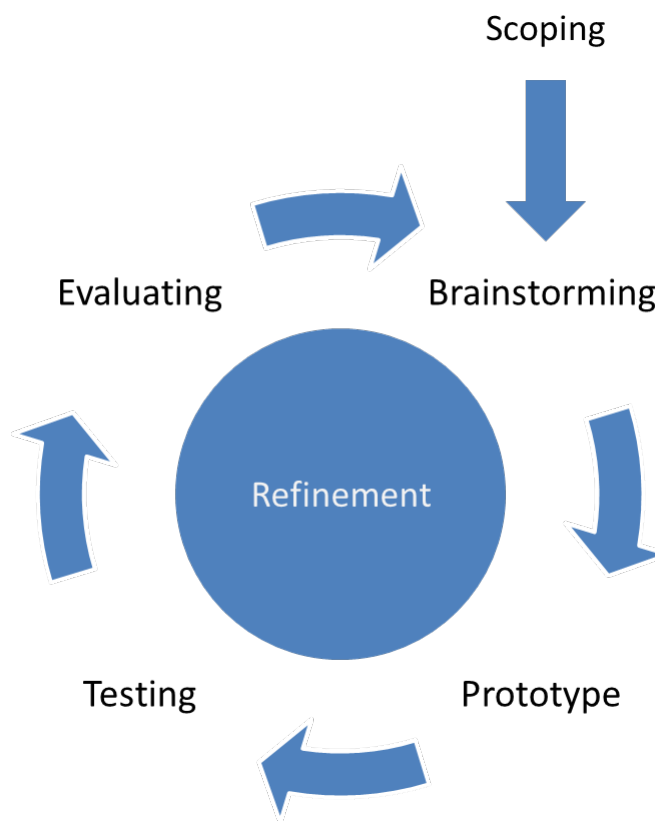 Scoping
Evaluating
Brainstorming
Refinement
Testing
Prototype